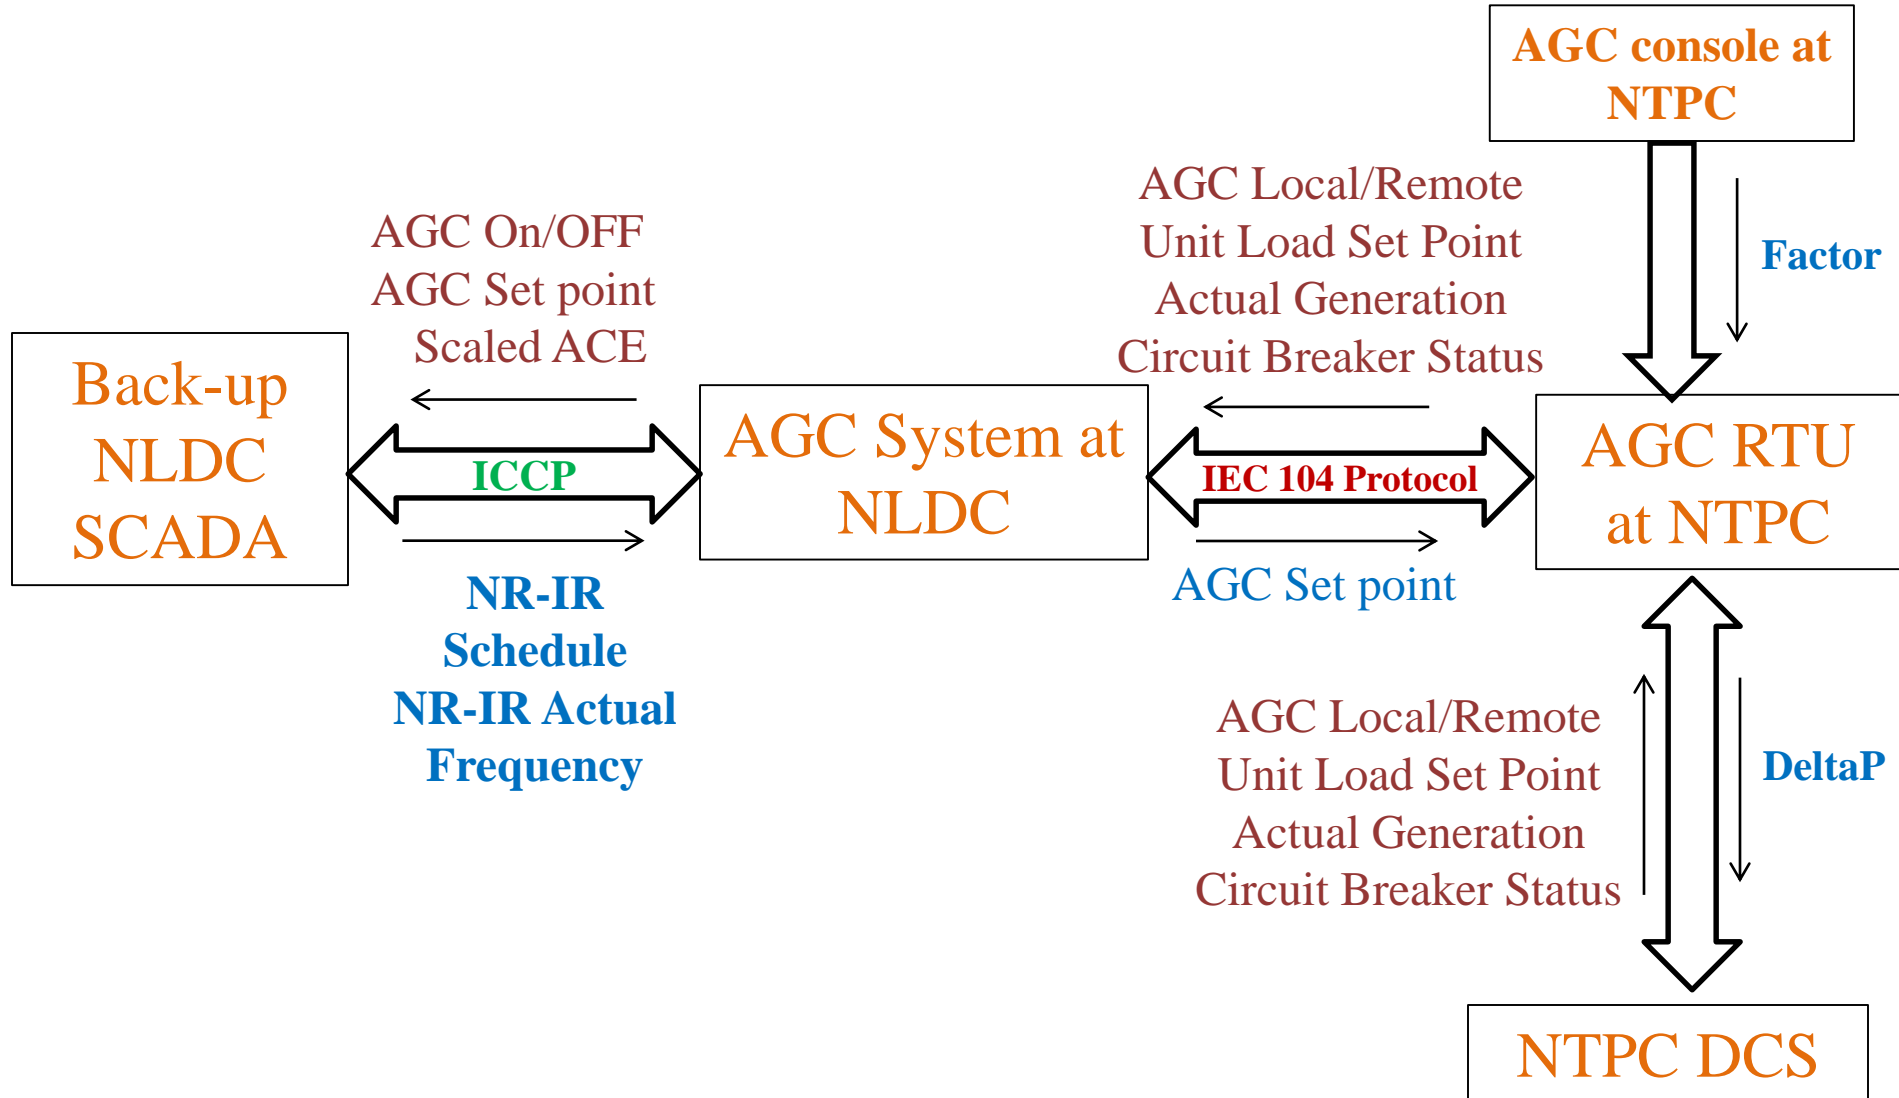 AGC console at
NTPC
AGC Local/Remote
Unit Load Set Point
Actual Generation
Circuit Breaker Status
Factor
AGC On/OFF
AGC Set point
Scaled ACE
Back-up
NLDC
SCADA
ICCP
AGC System at
NLDC
IEC 104 Protocol
AGC RTU
at NTPC
NR-IR
Schedule
NR-IR Actual
Frequency
AGC Set point
AGC Local/Remote
Unit Load Set Point
Actual Generation
Circuit Breaker Status
DeltaP
NTPC DCS